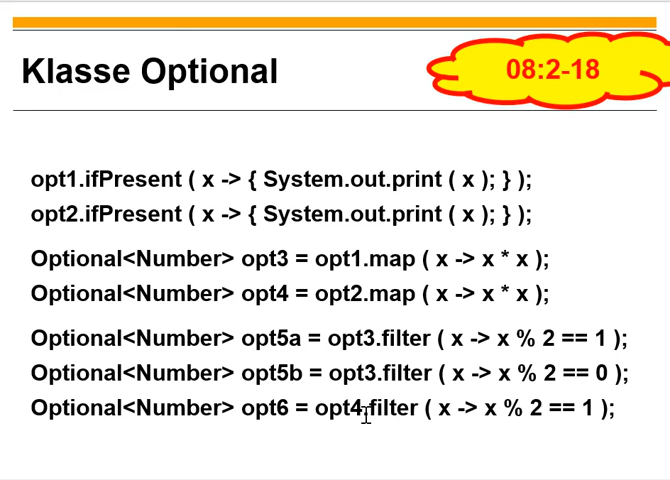 Klasse Optional
08:2-18
opt1.ifPresent ( x -> { System.out.print ( x ); } );
opt2.ifPresent ( x -> { System.out.print ( x ); } );
Optional<Number> opt3 = opt1.map ( x -> x * x );
Optional<Number> opt4 = opt2.map ( x -> x * x );
Optional<Number> opt5a = opt3.filter ( x -> x % 2 == 1 );
Optional<Number> opt5b = opt3.filter ( x -> x % 2 == 0 );
Optional<Number> opt6 = opt4.filter ( x -> x % 2 == 1 );